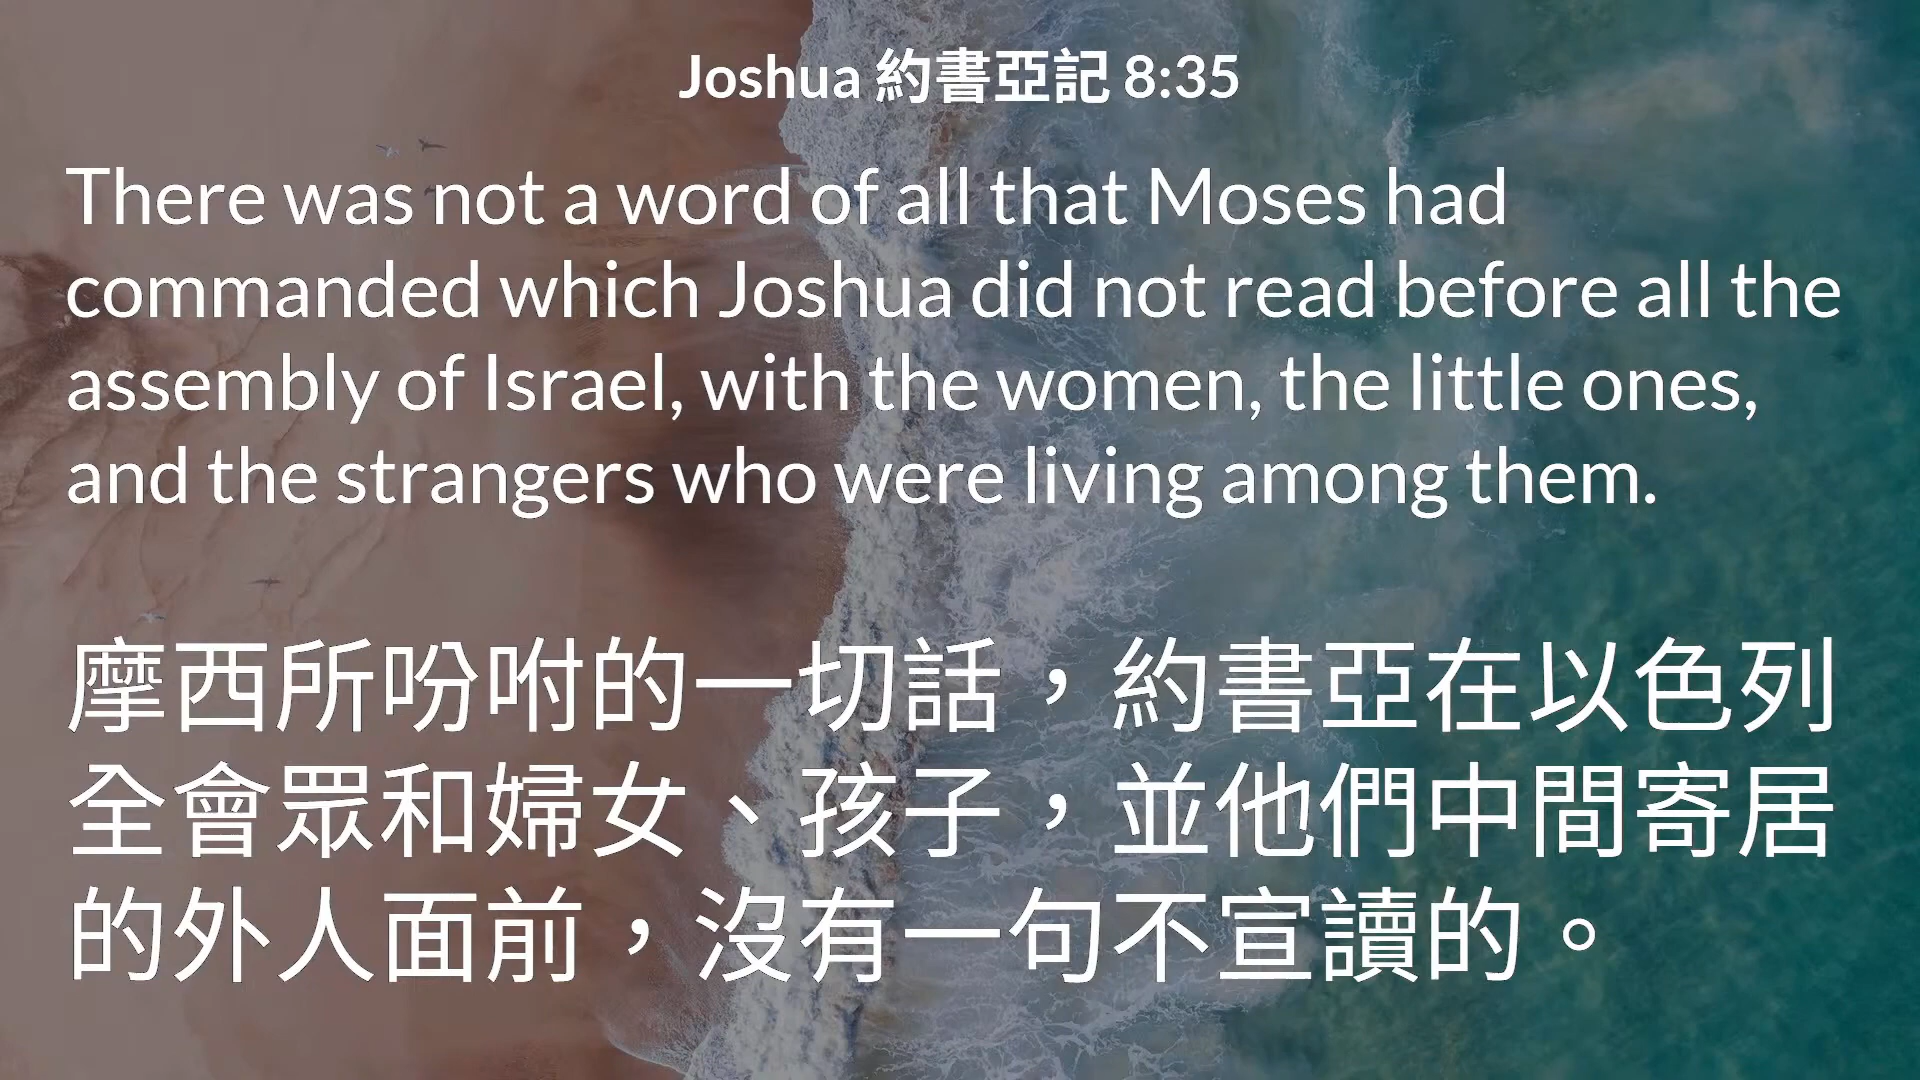 Joshua 約書亞記 8:35
There was not a word of all that Moses had
commanded which Joshua did not read before all the
assembly of Israel, with the women, the little ones,
and the strangers who were living among them.
摩西所吩咐的一切話，約書亞在以色列
全會眾和婦女、孩子，並他們中間寄居
的外人面前，沒有一句不宣讀的。